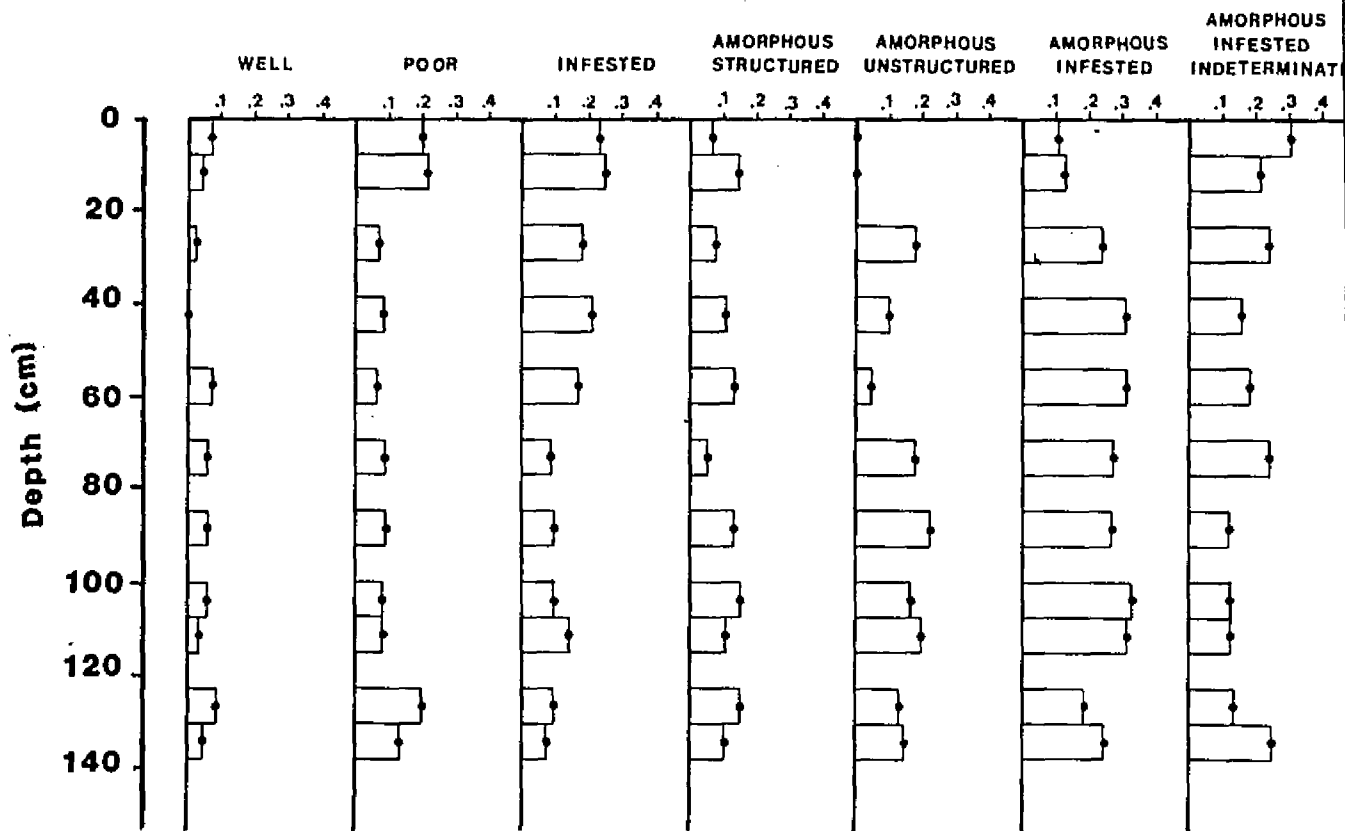 AMORPHOUS
INFESTED
INDETERMINATI
AMORPHOUS
STRUCTURED
AMORPHOUS
UNSTRUCTURED
AMORPHOUS
INFESTED
WELL
POOR
INFESTED
.1 .2 .3 .4
.1 .2 .3 .4
.1 .2 .3 .4
.1 .2 .3 .4
.1 .2 .3 .4
.1 .2 .3 .4
.1 .2 .3 .4
0
20
40
60
80
100
120
140
Depth (cm)